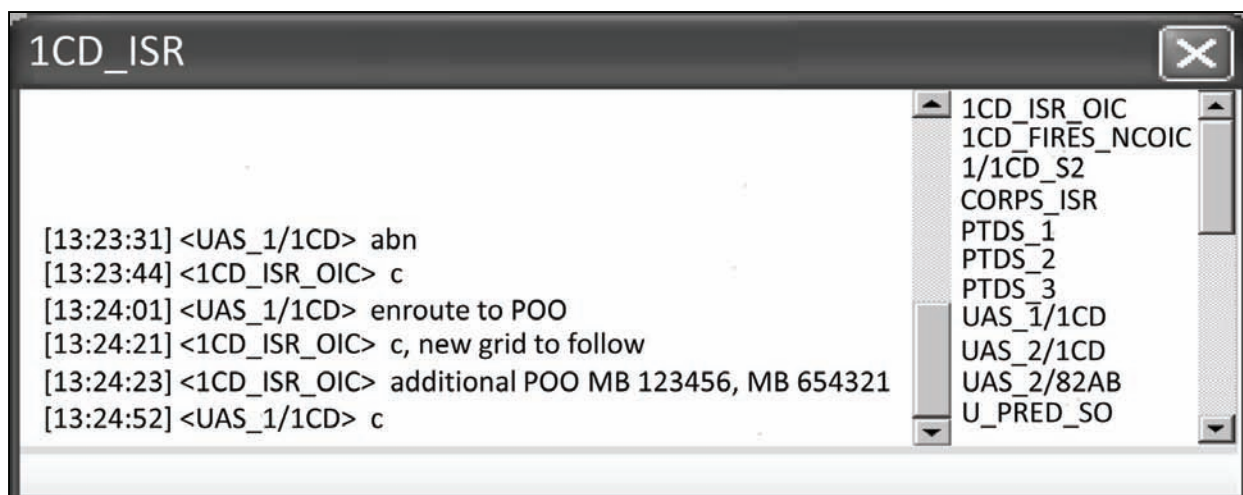 1CD_ISR
[13:23:31] <UAS_1/1CD> abn
[13:23:44] <1CD_ISR_OIC> c
[13:24:01] <UAS_1/1CD> enroute to POO
[13:24:21] <1CD_ISR_OIC> c, new grid to follow
[13:24:23] <1CD_ISR_OIC> additional POO MB 123456, MB 654321
[13:24:52] <UAS_1/1CD> c
1CD_ISR_OIC
1CD_FIRES_NCOIC
1/1CD_S2
CORPS_ISR
PTDS_1
PTDS_2
PTDS_3
UAS_1/1CD
UAS_2/1CD
UAS_2/82AB
U_PRED_SO